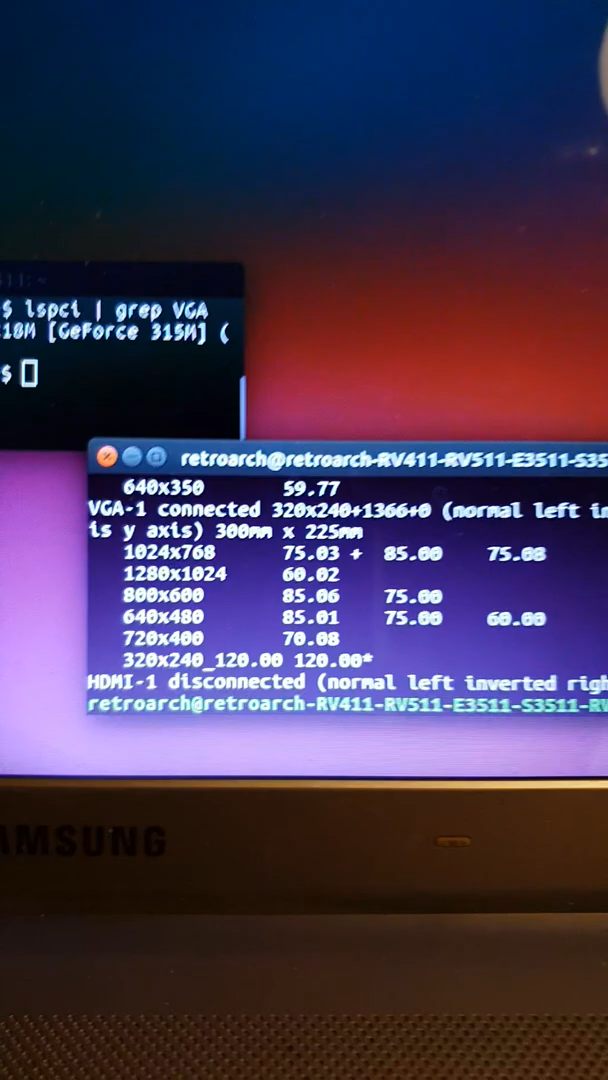 $ lspci | grep VGA
18M [GeForce 315M] (
$
retroarch@retroarch-RV411-RV511-E3511-S35
640x350 59.77
VGA-1 connected 320x240+1366+0 (normal left in
is y axis) 300mm x 225mm
1024x768 75.03 + 85.00 75.08
1280x1024 60.02
800x600 85.06 75.00
640x480 85.01 75.00 60.00
720x400 70.08
320x240_120.00 120.00*
HDMI-1 disconnected (normal left inverted righ
retroarch@retroarch-RV411-RV511-E3511-S3511-RV
AMSUNG